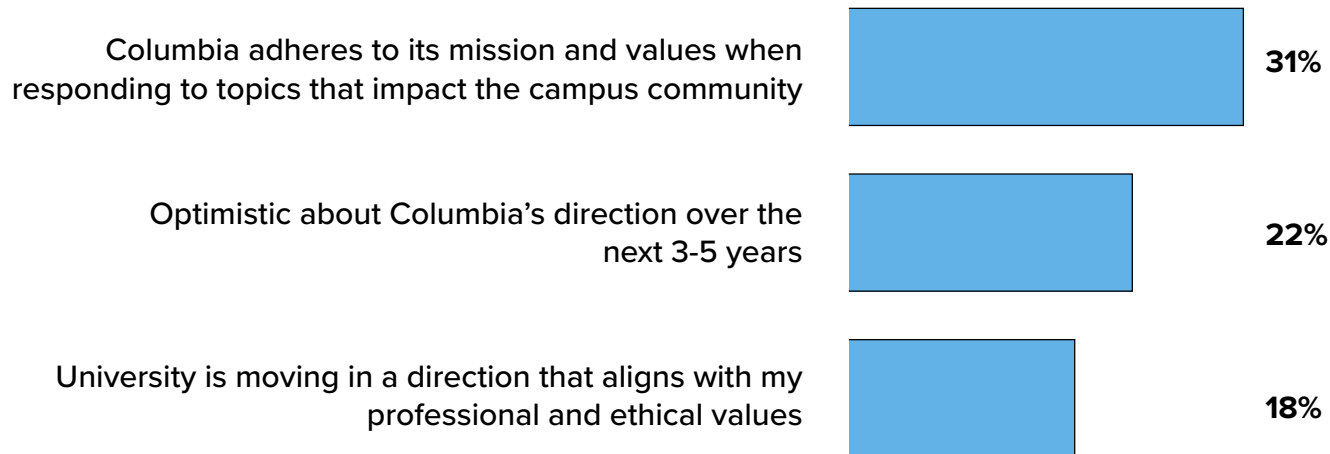 Columbia adheres to its mission and values when
responding to topics that impact the campus community
31%
Optimistic about Columbia’s direction over the
next 3-5 years
22%
University is moving in a direction that aligns with my
professional and ethical values
18%